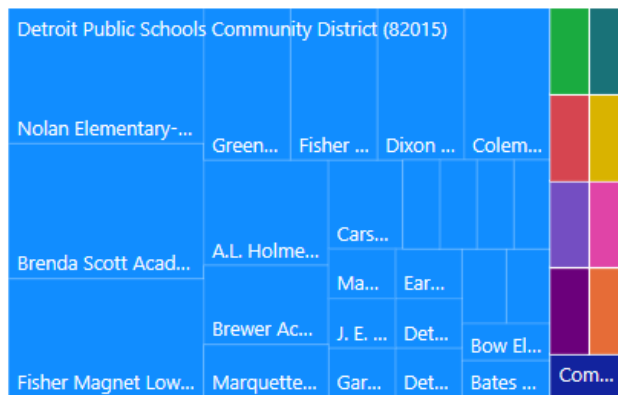 Detroit Public Schools Community District (82015)
Nolan Elementary-...
Brenda Scott Acad...
Fisher Magnet Low...
Green...
Fisher ...
Dixon ...
Colem...
A.L. Holme...
Brewer Ac...
Marquette...
Cars...
Ma...
Ear...
J. E. ...
Det...
Gar...
Det...
Bow El...
Bates ...
Com...